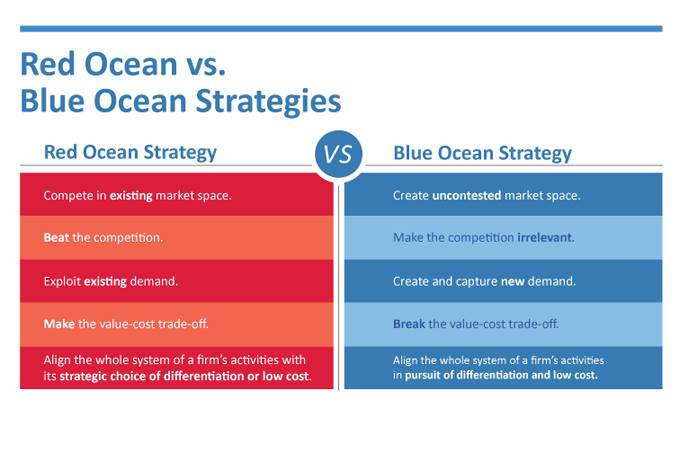 Red Ocean vs.
Blue Ocean Strategies
Red Ocean Strategy
VS
Blue Ocean Strategy
Compete in existing market space.
Create uncontested market space.
Beat the competition.
Make the competition irrelevant.
Exploit existing demand.
Create and capture new demand.
Make the value-cost trade-off.
Break the value-cost trade-off.
Align the whole system of a firm's activities with
its strategic choice of differentiation or low cost.
Align the whole system of a firm's activities
in pursuit of differentiation and low cost.